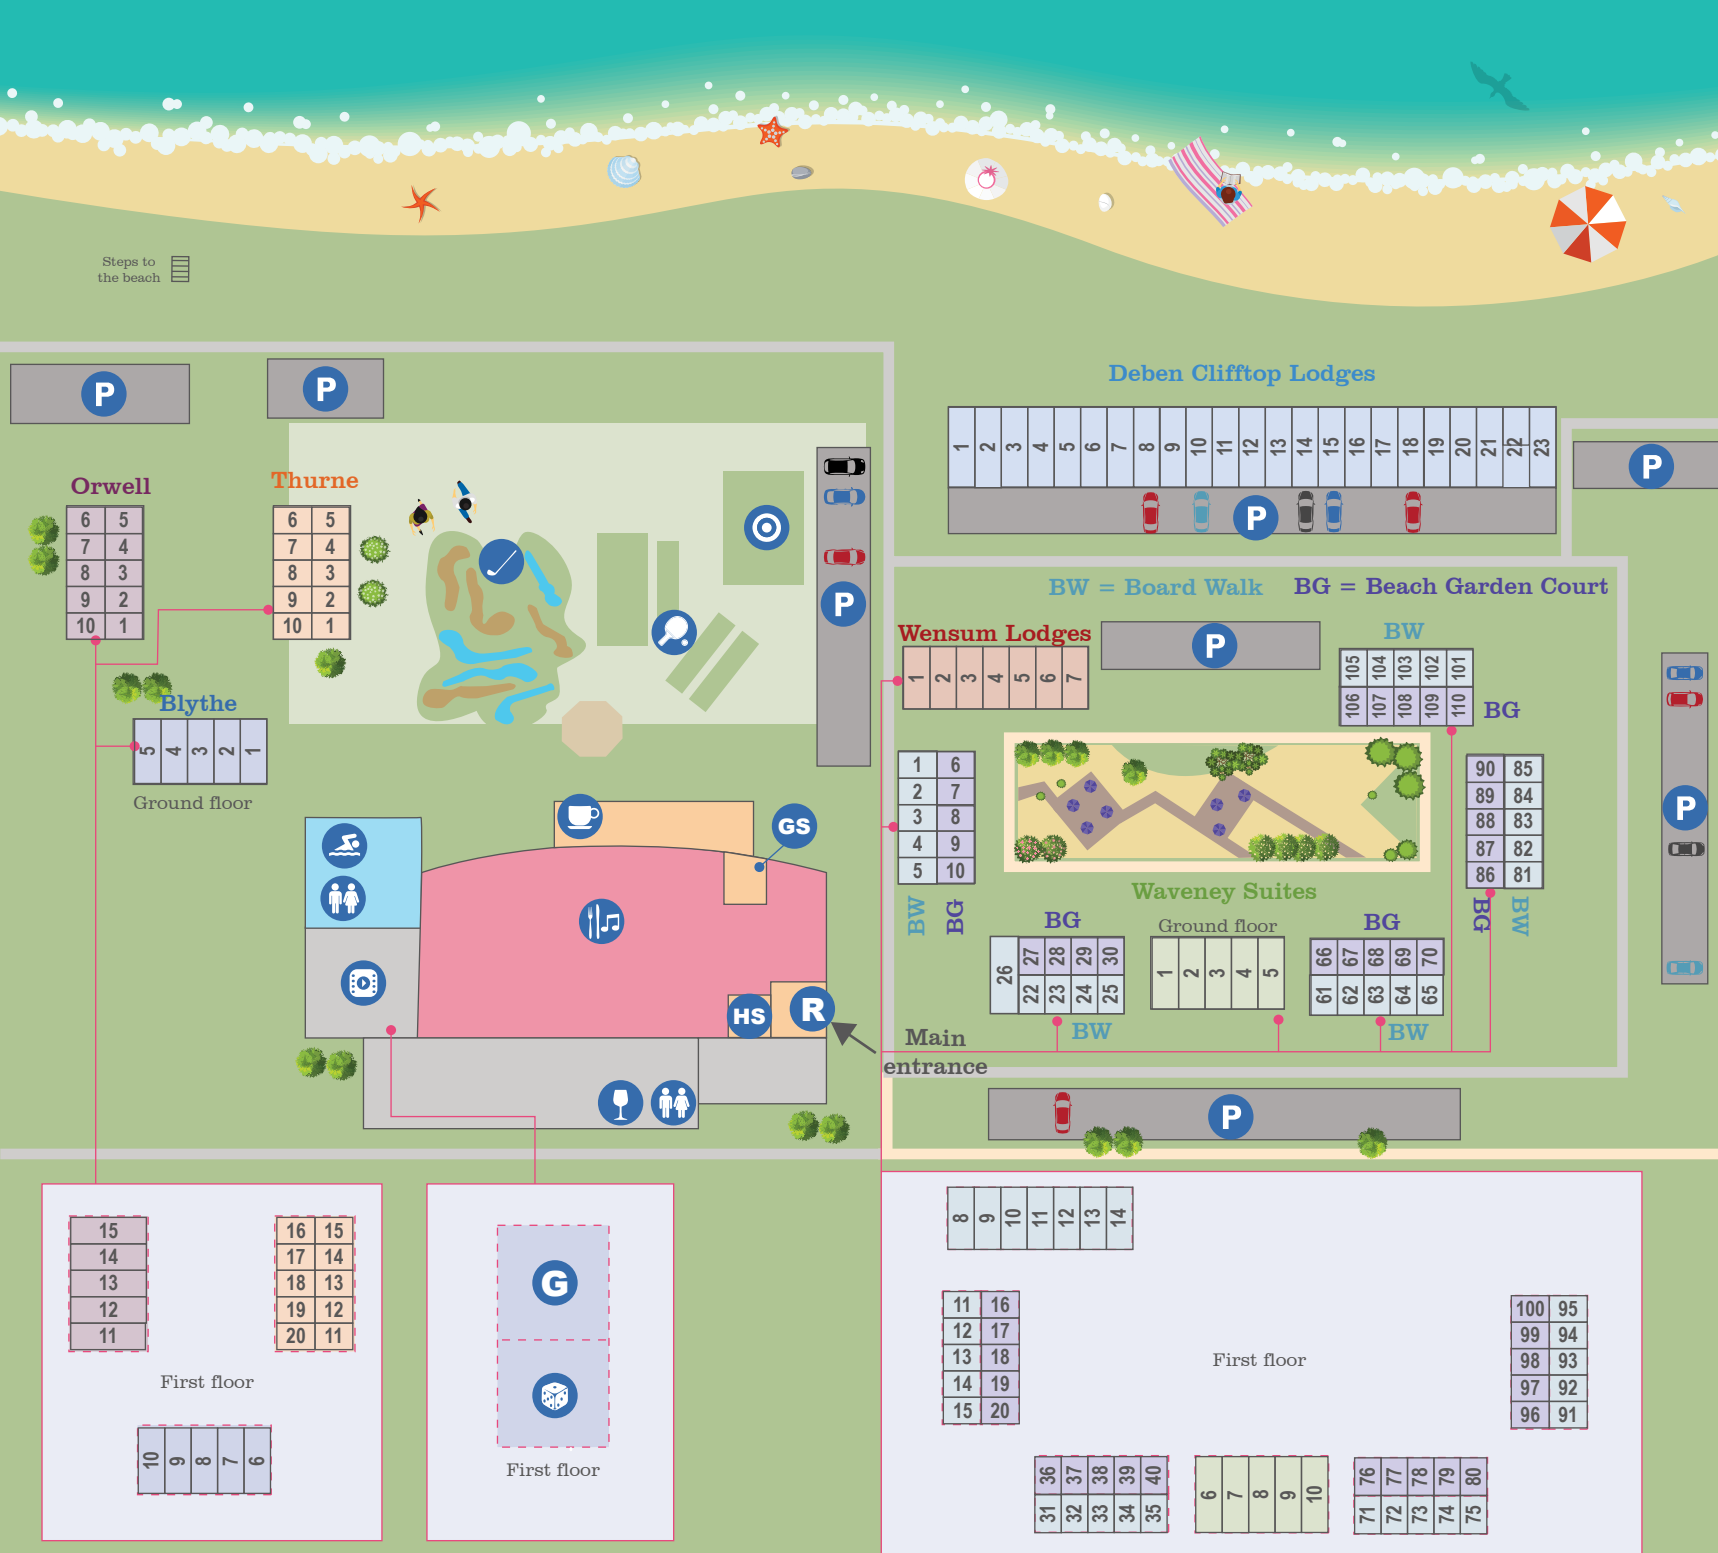 Steps to
the beach
P
P
Deben Clifftop Lodges
1 2 3 4 5 6 7 8 9 10 11 12 13 14 15 16 17 18 19 20 21 22 23
P
P
Orwell
6 5
7 4
8 3
9 2
10 1
Thurne
6 5
7 4
8 3
9 2
10 1
P
BW = Board Walk
BG = Beach Garden Court
Wensum Lodges
1 2 3 4 5 6 7
P
BW
105 104 103 102 101
106 107 108 109 110
BG
Blythe
5 4 3 2 1
Ground floor
1 6
2 7
3 8
4 9
5 10
BW BG
90 85
89 84
88 83
87 82
86 81
BG BW
P
GS
HS
R
Main
entrance
Waveney Suites
BG
26
27 28 29 30
22 23 24 25
BW
Ground floor
1 2 3 4 5
BG
66 67 68 69 70
61 62 63 64 65
BW
P
15
14
13
12
11
16 15
17 14
18 13
19 12
20 11
First floor
10 9 8 7 6
G
First floor
8 9 10 11 12 13 14
11 16
12 17
13 18
14 19
15 20
First floor
100 95
99 94
98 93
97 92
96 91
36 37 38 39 40
31 32 33 34 35
6 7 8 9 10
76 77 78 79 80
71 72 73 74 75